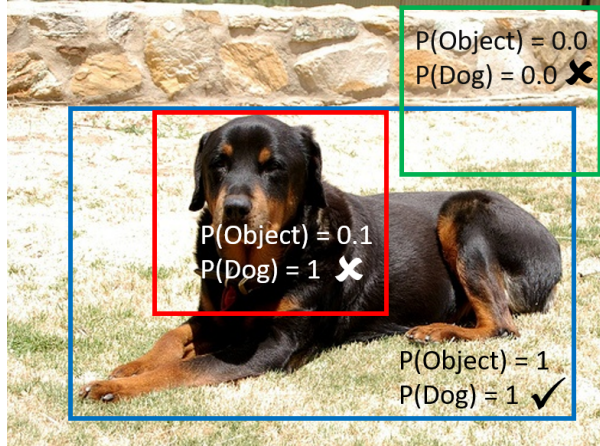 P(Object) = 0.0
P(Dog) = 0.0 ✘
P(Object) = 0.1
P(Dog) = 1 ✘
P(Object) = 1
P(Dog) = 1 ✓